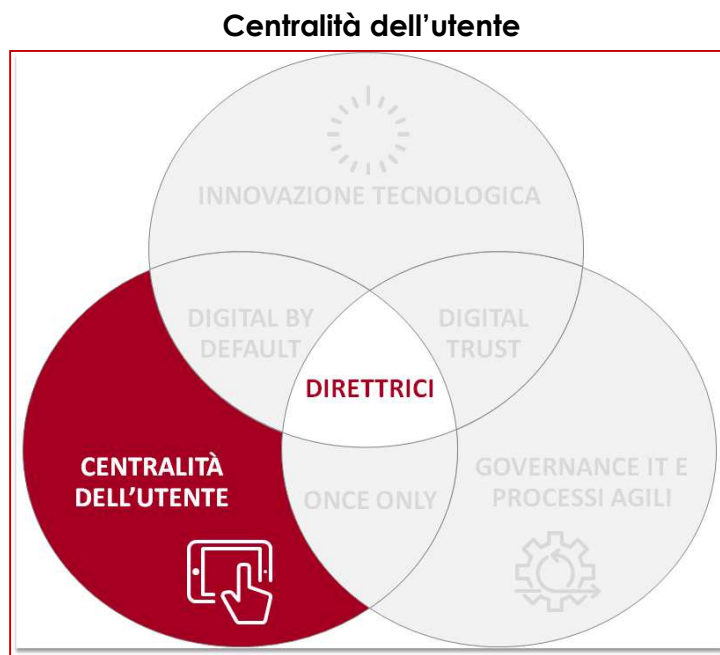 Centralità dell’utente
INNOVAZIONE TECNOLOGICA
DIGITAL BY
DEFAULT
DIGITAL
TRUST
DIRETTRICI
CENTRALITÀ
DELL’UTENTE
ONCE ONLY
GOVERNANCE IT E
PROCESSI AGILI